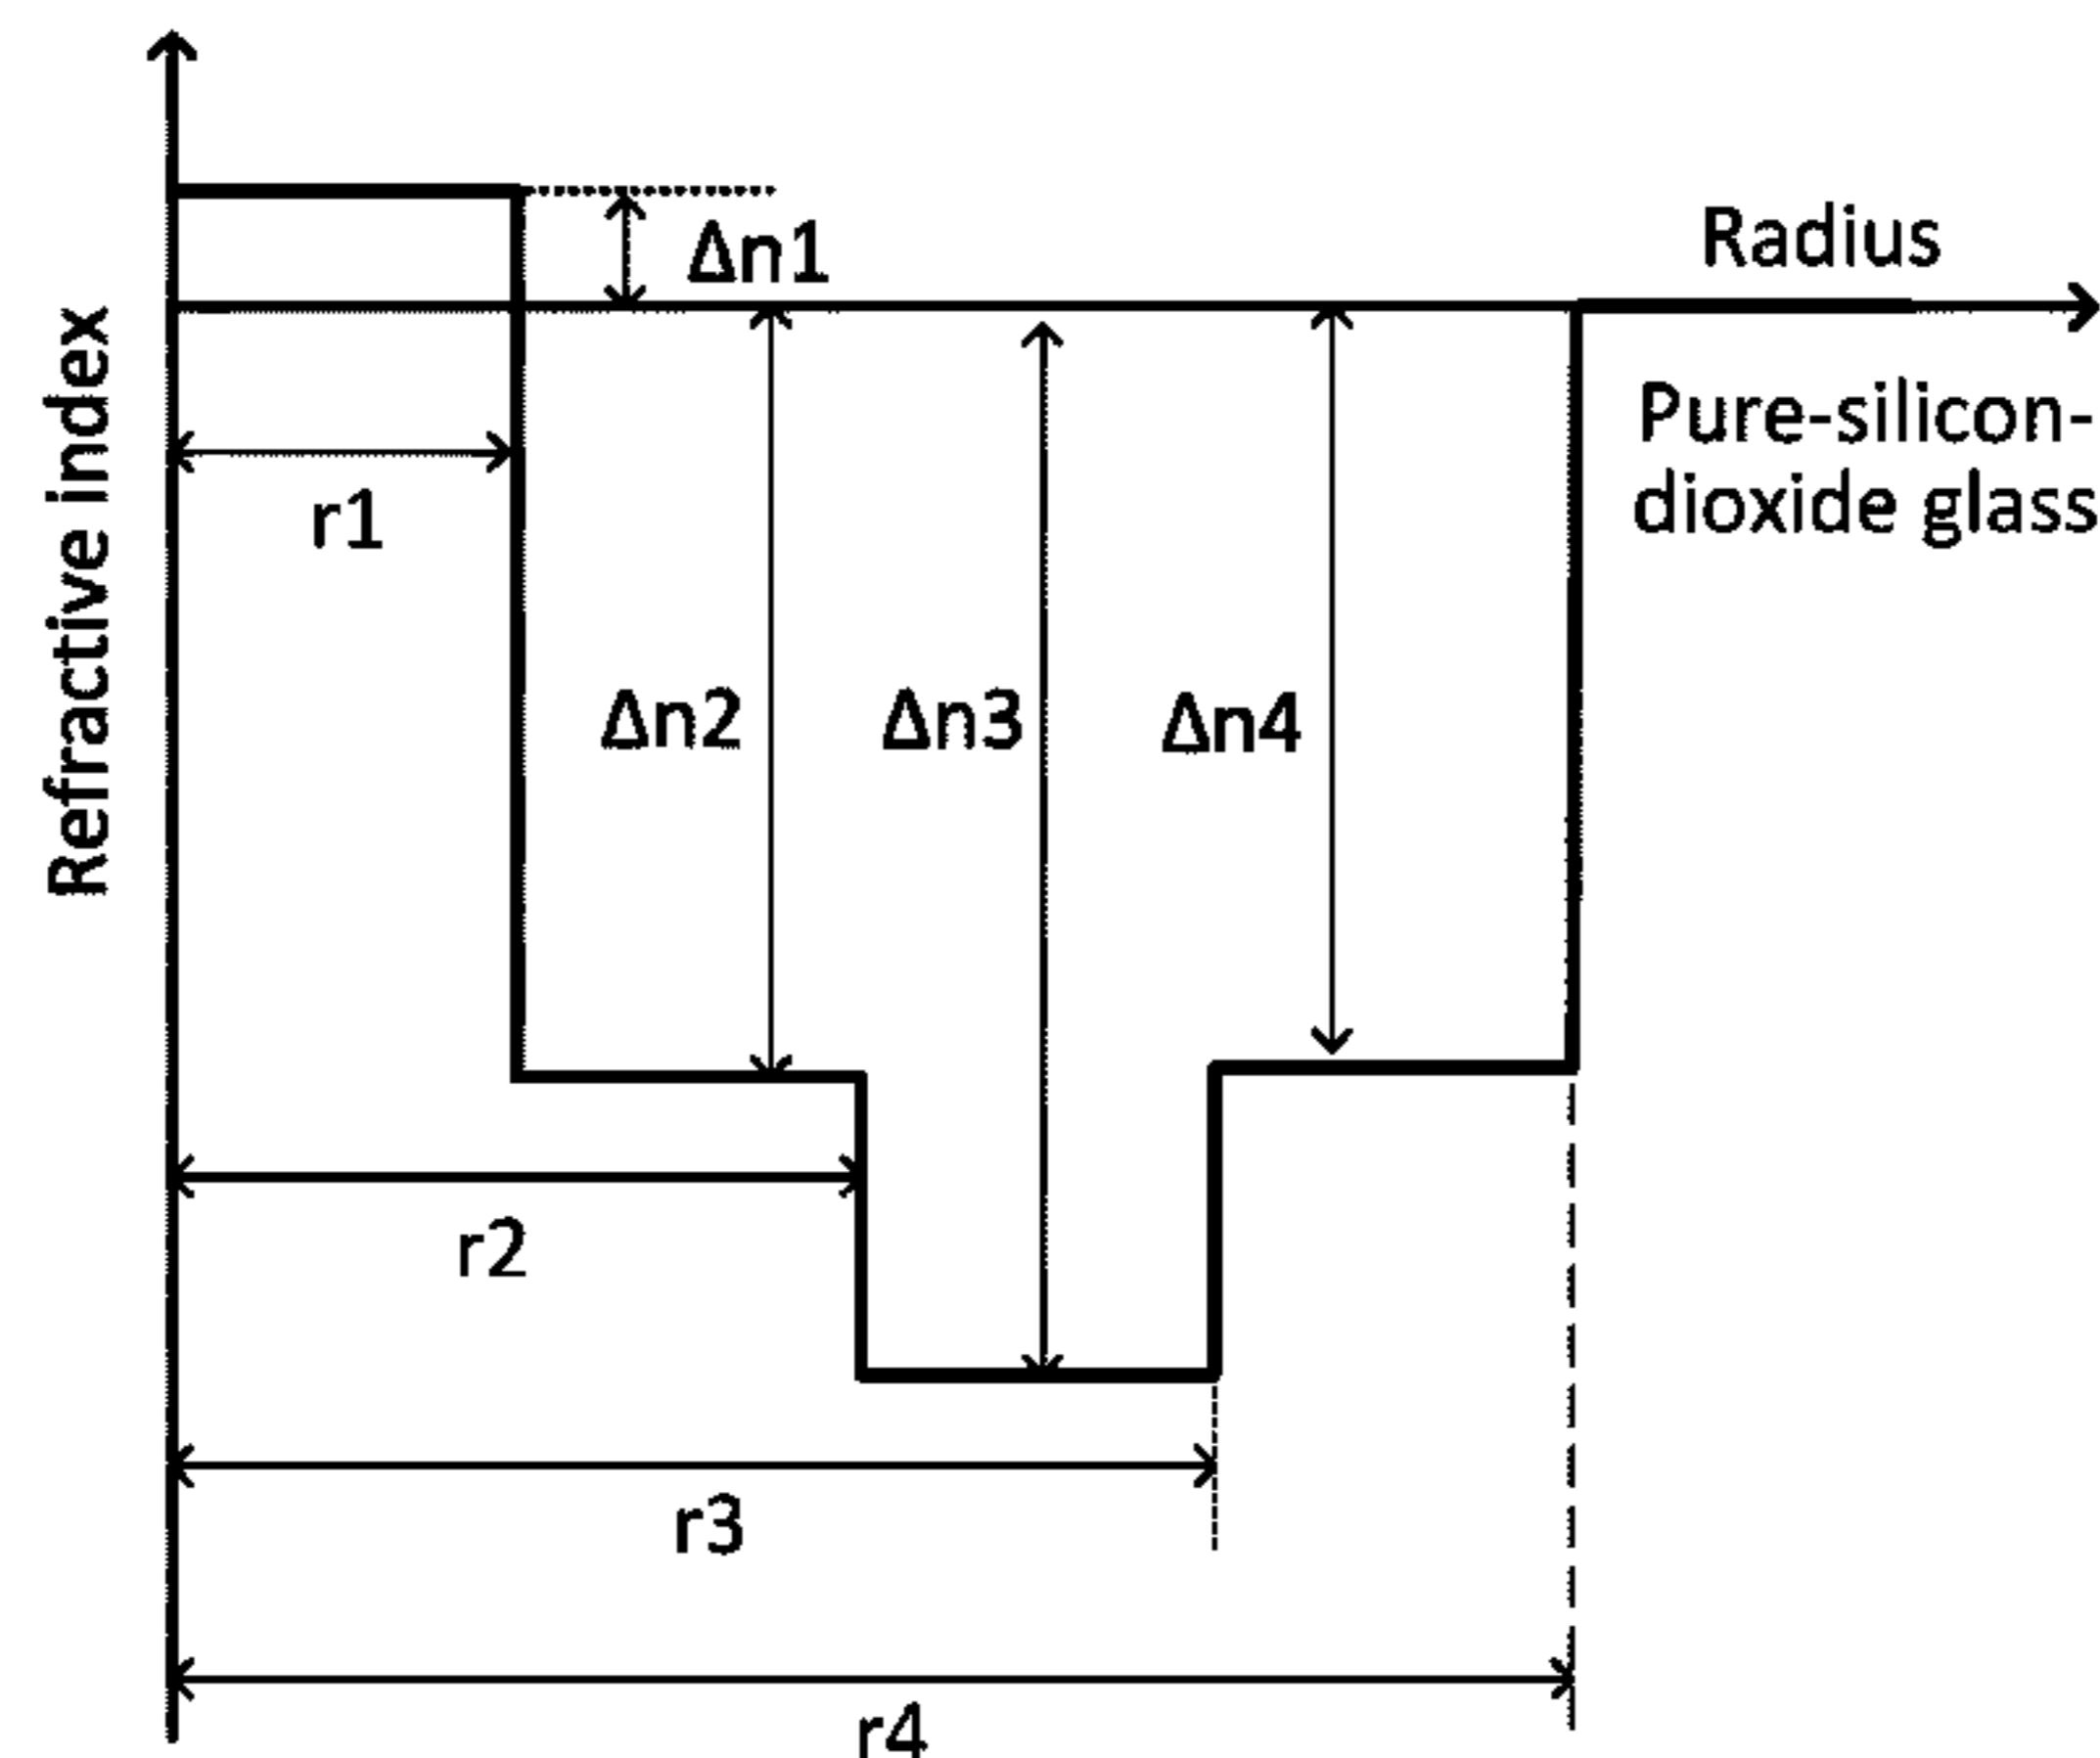 Refractive index
Δn1
Radius
Pure-silicon-
dioxide glass
r1
Δn2
Δn3
Δn4
r2
r3
r4